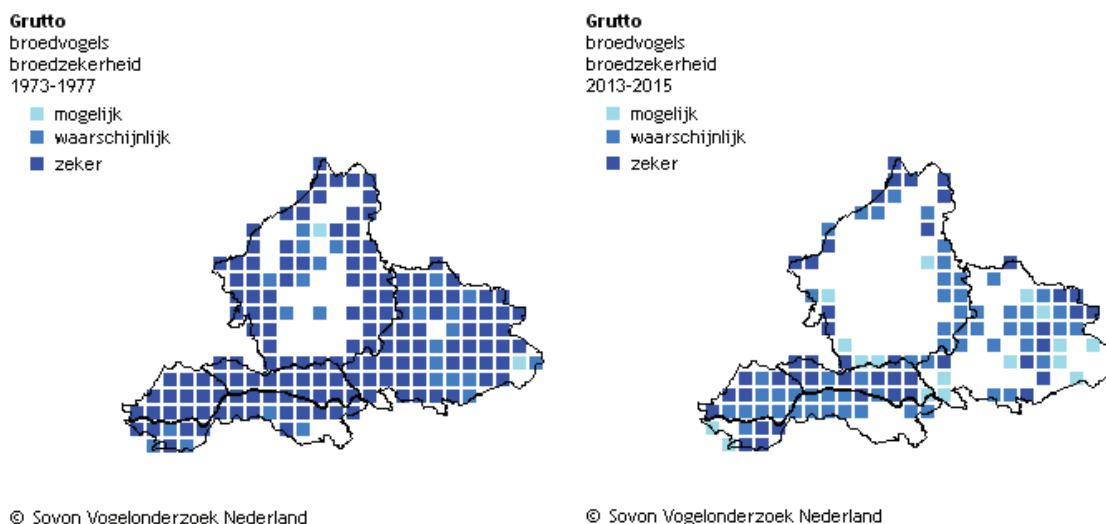 Grutto
broedvogels
broedzekerheid
1973-1977
mogelijk
waarschijnlijk
zeker
© Sovon Vogelonderzoek Nederland
Grutto
broedvogels
broedzekerheid
2013-2015
mogelijk
waarschijnlijk
zeker
© Sovon Vogelonderzoek Nederland